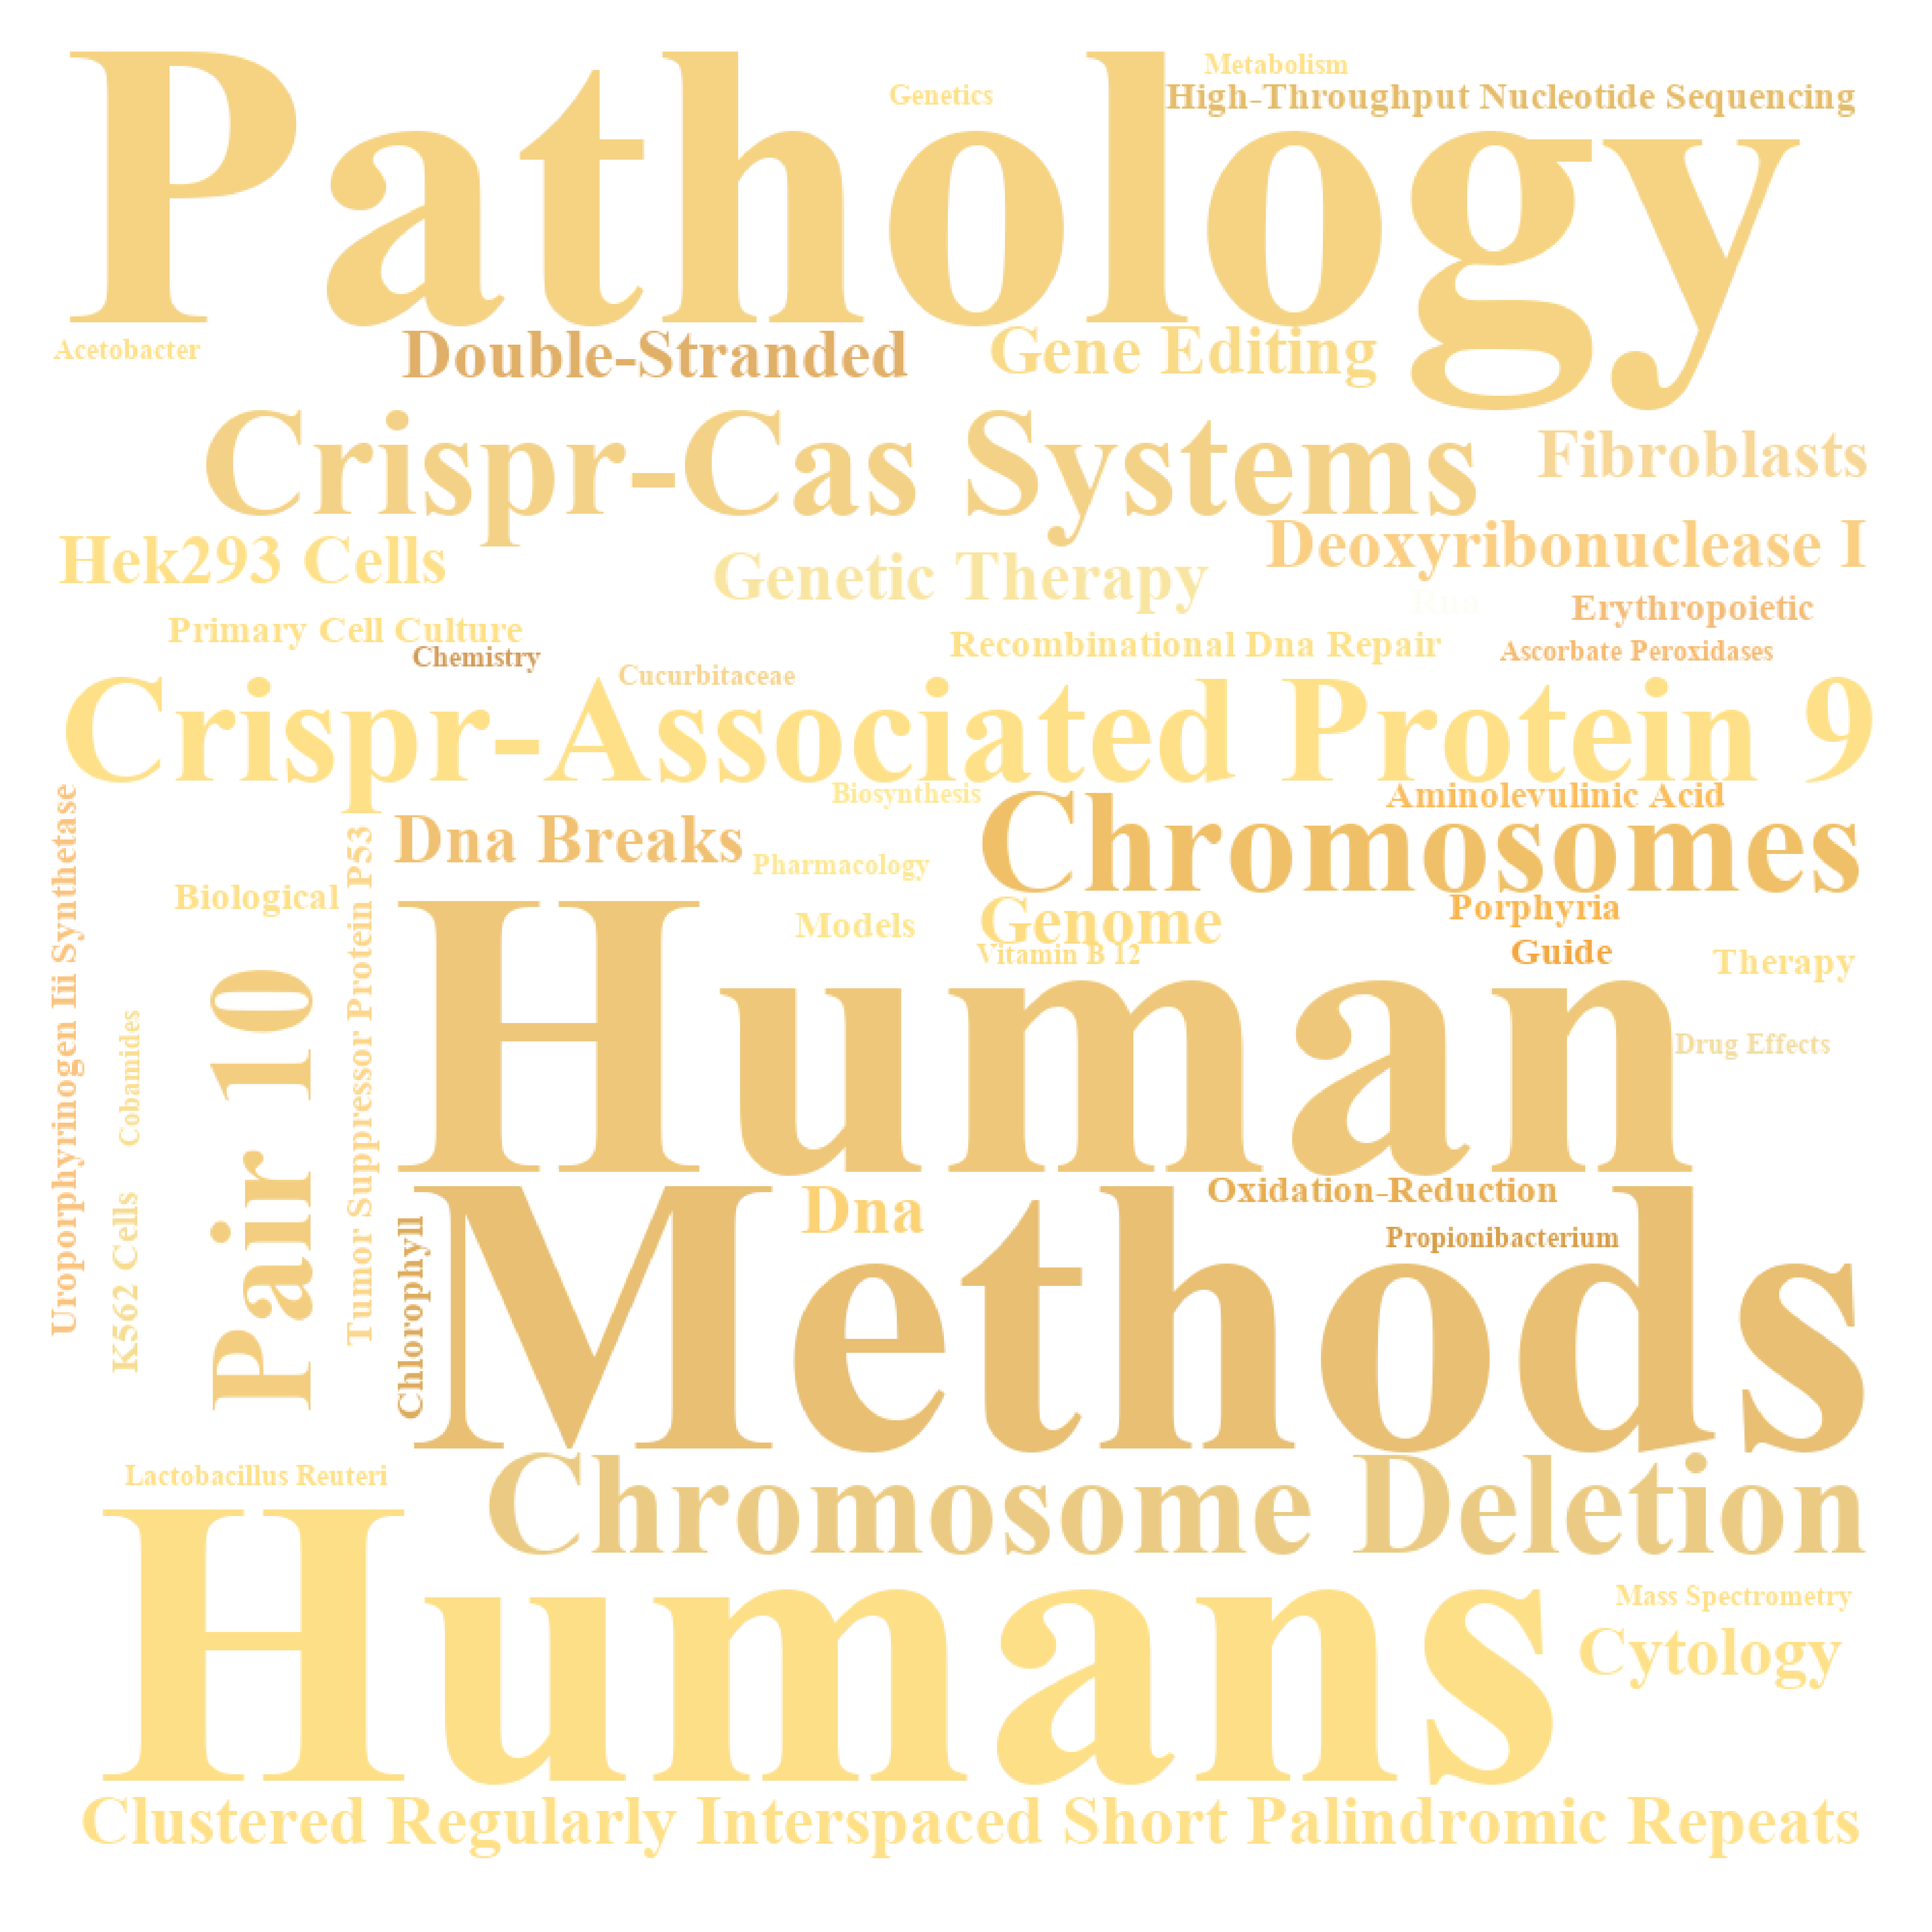 Pathology
Metabolism
Genetics
High-Throughput Nucleotide Sequencing
Acetobacter
Double-Stranded
Gene Editing
Crispr-Cas Systems
Fibroblasts
Hek293 Cells
Genetic Therapy
Deoxyribonuclease I
Rna
Erythropoietic
Primary Cell Culture
Recombinational Dna Repair
Ascorbate Peroxidases
Chemistry
Cucurbitaceae
Crispr-Associated Protein 9
Biosynthesis
Aminolevulinic Acid
Dna Breaks
Chromosomes
Pharmacology
Uroporphyrinogen Iii Synthetase
Tumor Suppressor Protein P53
Biological
Models
Genome
Porphyria
Vitamin B 12
Guide
Therapy
Human
Cobamides
Pair 10
Drug Effects
K562 Cells
Dna
Oxidation-Reduction
Propionibacterium
Chlorophyll
Methods
Lactobacillus Reuteri
Chromosome Deletion
Humans
Mass Spectrometry
Cytology
Clustered Regularly Interspaced Short Palindromic Repeats